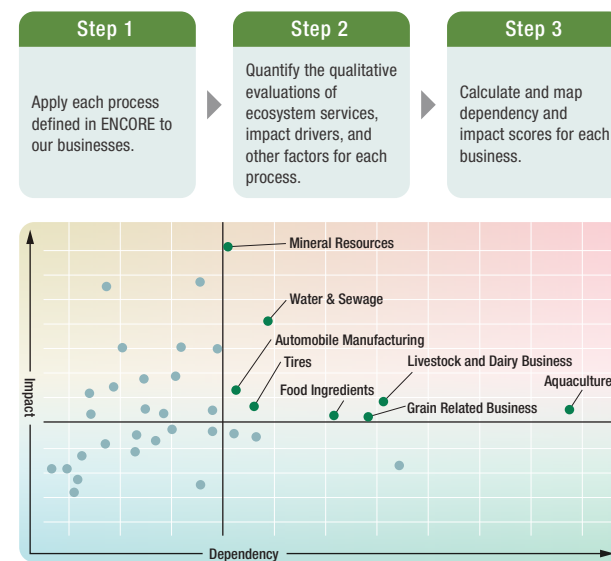 Step 1
Apply each process
defined in ENCORE to
our businesses.
Step 2
Quantify the qualitative
evaluations of
ecosystem services,
impact drivers, and
other factors for each
process.
Step 3
Calculate and map
dependency and
impact scores for each
business.
Mineral Resources
Water & Sewage
Automobile Manufacturing
Tires
Livestock and Dairy Business
Aquaculture
Food Ingredients
Grain Related Business
Impact
Dependency